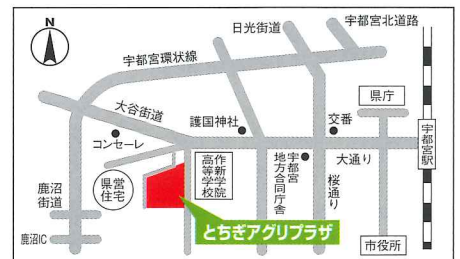 N
日光街道
宇都宮北道路
宇都宮環状線
大谷街道
コンセーレ
護国神社
交番
県庁
宇都宮駅
大通り
作新学院
高等学校
宇都宮
地方合同庁舎
桜通り
県営
住宅
鹿沼
街道
鹿沼IC
とちぎアグリプラザ
市役所